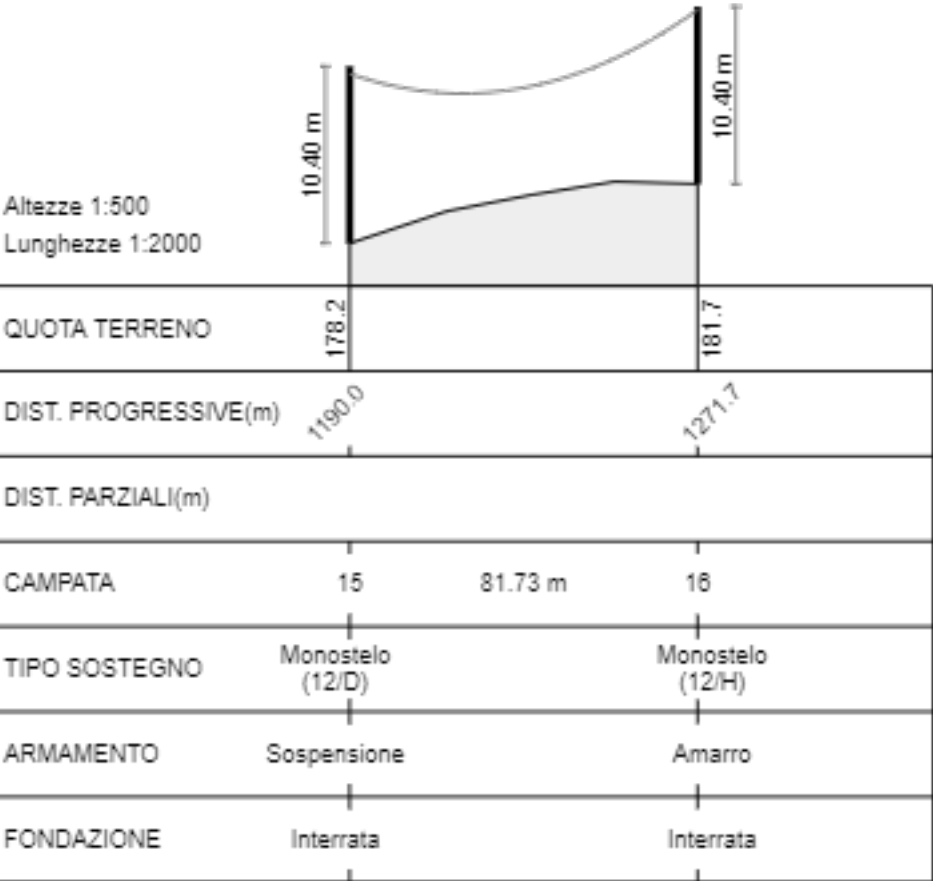 10.40 m
10.40 m
Altezze 1:500
Lunghezze 1:2000
QUOTA TERRENO 178.2 181.7
DIST. PROGRESSIVE(m) 1190.0 1271.7
DIST. PARZIALI(m)
CAMPATA 15 81.73 m 16
TIPO SOSTEGNO Monostelo (12/D) Monostelo (12/H)
ARMAMENTO Sospensione Amarro
FONDAZIONE Interrata Interrata